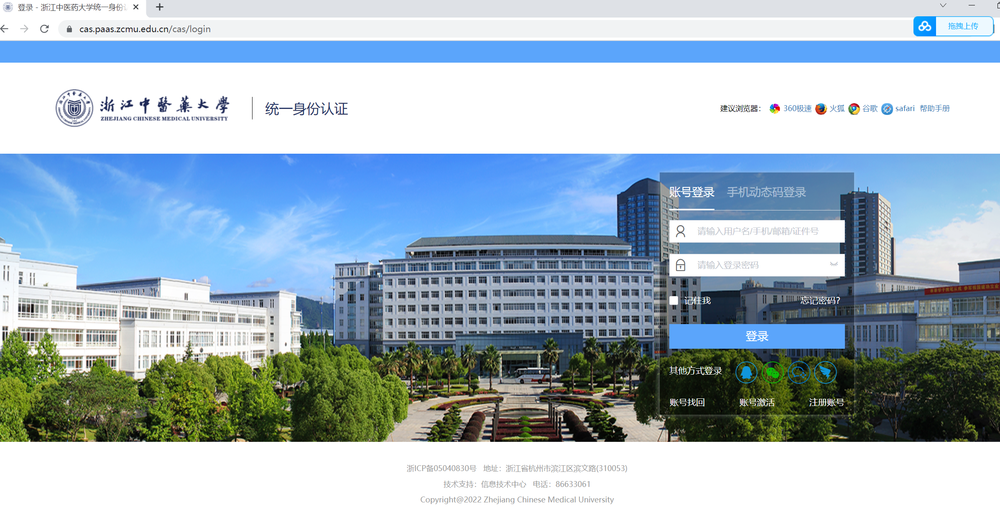 登录 - 浙江中医药大学统一身份认
cas.paas.zcmu.edu.cn/cas/login
拖拽上传
浙江中醫藥大學
ZHEJIANG CHINESE MEDICAL UNIVERSITY
统一身份认证
建议浏览器： 360极速 火狐 谷歌 safari 帮助手册
账号登录 手机动态码登录
请输入用户名/手机/邮箱/证件号
请输入登录密码
记住我 忘记密码?
登录
其他方式登录
账号找回 账号激活 注册账号
浙ICP备05040830号 地址：浙江省杭州市滨江区滨文路(310053)
技术支持：信息技术中心 电话：86633061
Copyright@2022 Zhejiang Chinese Medical University